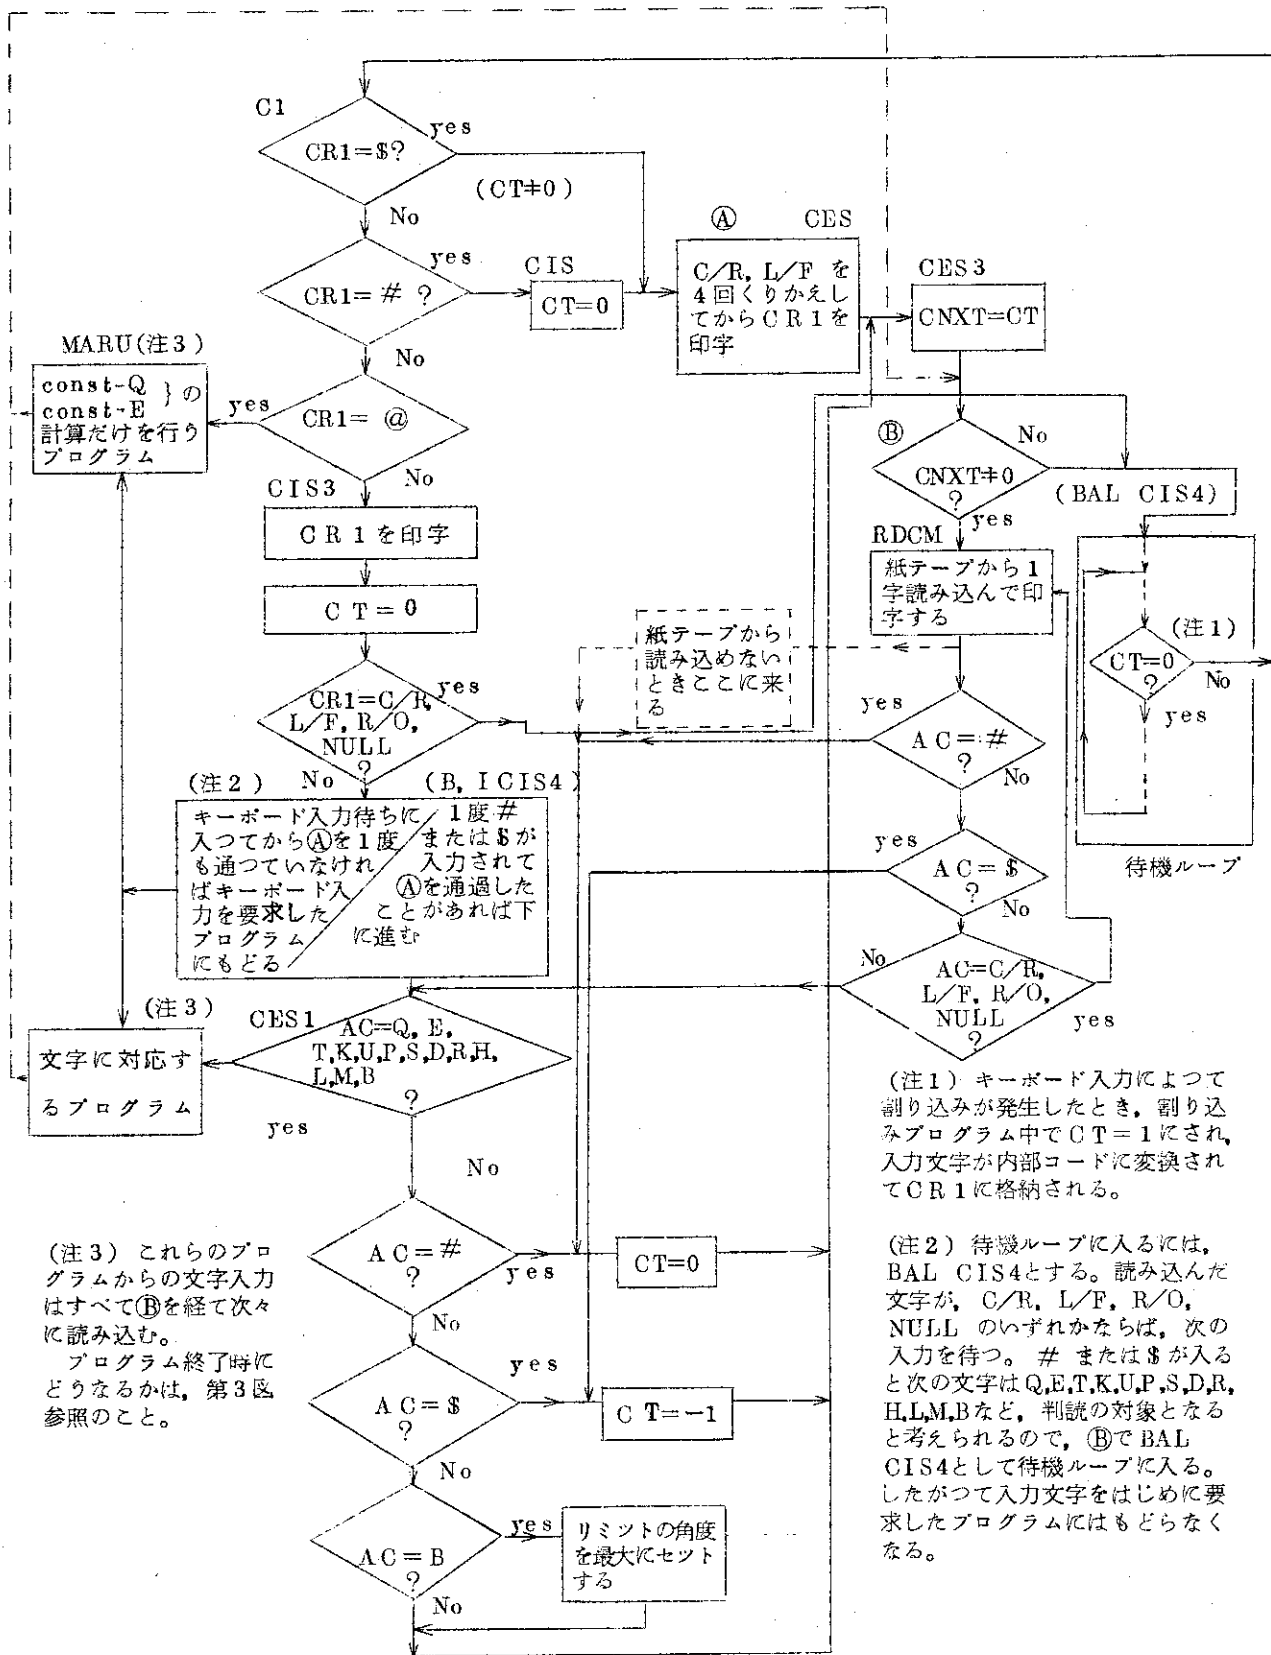 C1
CR1=$?
yes
(CT≠0)
No
CR1=# ?
yes
CIS
CT=0
Ⓐ CES
C/R, L/F を
4回くりかえし
てからCR1を
印字
CES3
CNXT=CT
No
MARU(注3)
const-Q
const-E } の
計算だけを行う
プログラム
yes
CR1= @
No
Ⓑ
CNXT≠0
?
No
(BAL CIS4)
yes
CIS3
CR1を印字
CT=0
RDCM
紙テープから1
字読み込んで印
字する
紙テープから
読み込めない
ときここに来
る
(注1)
CT=0
?
No
yes
待機ループ
CR1=C/R,
L/F, R/O,
NULL
?
yes
No
(注2)
(B, I CIS4)
キーボード入力待ちに
入つてからⒶを1度
も通つていなけれ
ばキーボード入
力を要求した
プログラム
にもどる
1度#
または$が
入力されて
Ⓐを通過した
ことがあれば下
に進む
yes
AC=#
?
No
yes
AC=$
?
No
No
AC=C/R,
L/F, R/O,
NULL
?
yes
(注3)
文字に対応す
るプログラム
CES1
AC=Q, E,
T,K,U,P,S,D,R,H,
L,M,B
?
yes
No
AC=#
?
yes
CT=0
No
AC=$
?
yes
CT=-1
No
AC=B
?
yes
リミットの角度
を最大にセット
する
No
(注3) これらのプロ
グラムからの文字入力
はすべてⒷを経て次々
に読み込む。
プログラム終了時に
どうなるかは，第3図
参照のこと。
(注1) キーボード入力によつて
割り込みが発生したとき，割り込
みプログラム中でCT=1にされ，
入力文字が内部コードに変換され
てCR1に格納される。
(注2) 待機ループに入るには，
BAL CIS4とする。読み込んだ
文字が，C/R, L/F, R/O,
NULL のいずれかならば，次の
入力を待つ。 # または$が入る
と次の文字はQ,E,T,K,U,P,S,D,R,
H,L,M,Bなど，判読の対象となる
と考えられるので，ⒷでBAL
CIS4として待機ループに入る。
したがつて入力文字をはじめに要
求したプログラムにはもどらなく
なる。